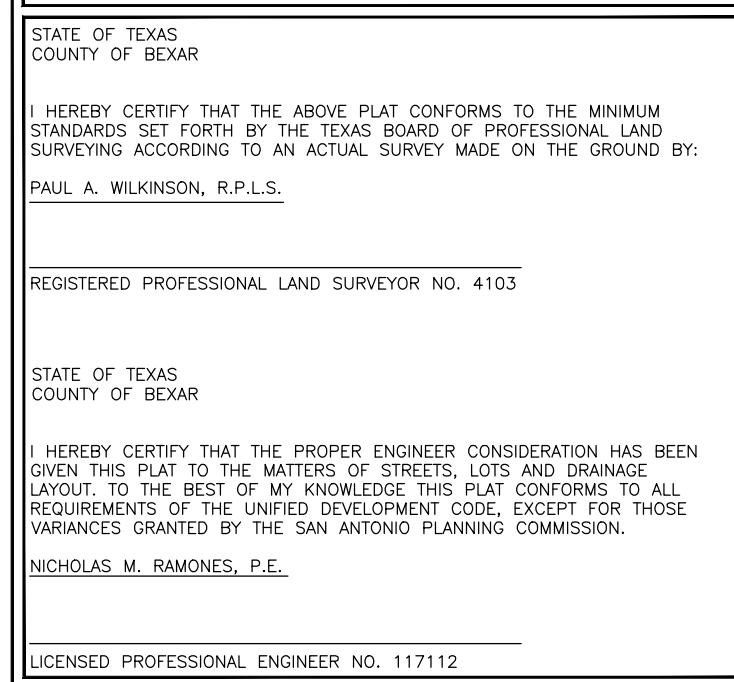 STATE OF TEXAS
COUNTY OF BEXAR
I HEREBY CERTIFY THAT THE ABOVE PLAT CONFORMS TO THE MINIMUM
STANDARDS SET FORTH BY THE TEXAS BOARD OF PROFESSIONAL LAND
SURVEYING ACCORDING TO AN ACTUAL SURVEY MADE ON THE GROUND BY:
PAUL A. WILKINSON, R.P.L.S.
REGISTERED PROFESSIONAL LAND SURVEYOR NO. 4103
STATE OF TEXAS
COUNTY OF BEXAR
I HEREBY CERTIFY THAT THE PROPER ENGINEER CONSIDERATION HAS BEEN
GIVEN THIS PLAT TO THE MATTERS OF STREETS, LOTS AND DRAINAGE
LAYOUT. TO THE BEST OF MY KNOWLEDGE THIS PLAT CONFORMS TO ALL
REQUIREMENTS OF THE UNIFIED DEVELOPMENT CODE, EXCEPT FOR THOSE
VARIANCES GRANTED BY THE SAN ANTONIO PLANNING COMMISSION.
NICHOLAS M. RAMONES, P.E.
LICENSED PROFESSIONAL ENGINEER NO. 117112